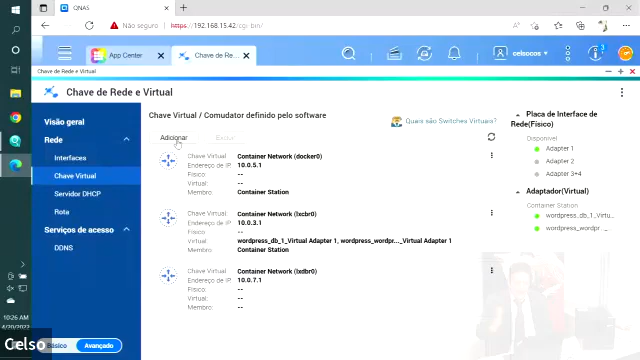 QNAS
Não seguro
https://192.168.15.42/cgi-bin/
App Center
Chave de Re...
celsocos
Chave de Rede e Virtual
Chave de Rede e Virtual
Visão geral
Rede
Interfaces
Chave Virtual
Servidor DHCP
Rota
Serviços de acesso
DDNS
Básico
Avançado
Chave Virtual / Comudator definido pelo software
Quais são Switches Virtuais?
Adicionar
Excluir
Chave Virtual Container Network (docker0)
Endereço de IP: 10.0.5.1
Físico: --
Virtual: --
Membro: Container Station
Chave Virtual Container Network (lxcbr0)
Endereço de IP: 10.0.3.1
Físico: --
Virtual: wordpress_db_1_Virtual Adapter 1, wordpress_wordpr... _Virtual Adapter 1
Membro: Container Station
Chave Virtual Container Network (lxdbr0)
Endereço de IP: 10.0.7.1
Físico: --
Virtual: --
Membro: --
Placa de Interface de
Rede(Físico)
Disponível
Adapter 1
Adapter 2
Adapter 3+4
Adaptador(Virtual)
Container Station
wordpress_db_1_Virtu...
wordpress_wordpr... _...
10:26 AM
Celso